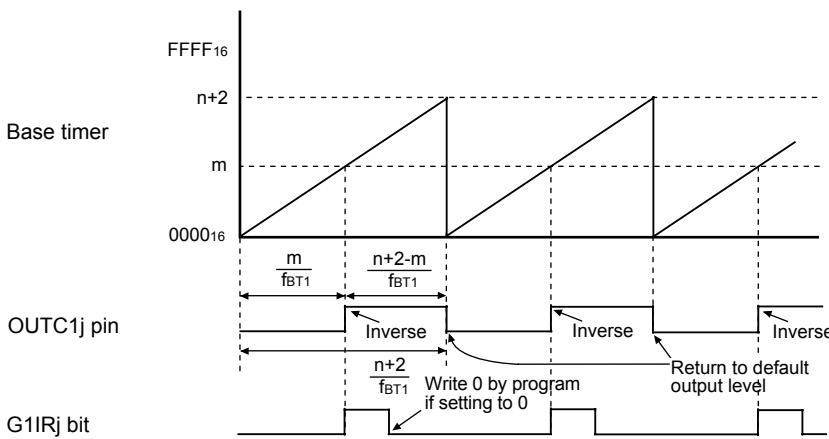 FFFF16
n+2
Base timer
m
000016
m
fBT1
n+2-m
fBT1
OUTC1j pin
Inverse
Inverse
Inverse
n+2
fBT1
Return to default
output level
Write 0 by program
if setting to 0
G1IRj bit